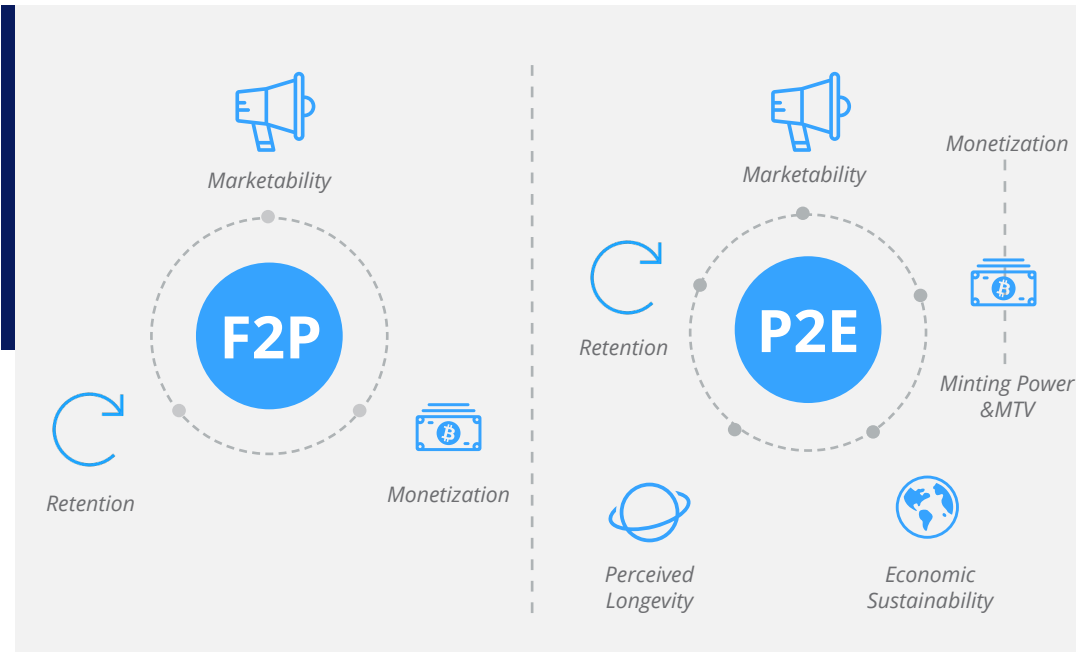 Marketability
F2P
Retention
Monetization
Marketability
Monetization
Retention
P2E
Minting Power
&MTV
Perceived
Longevity
Economic
Sustainability